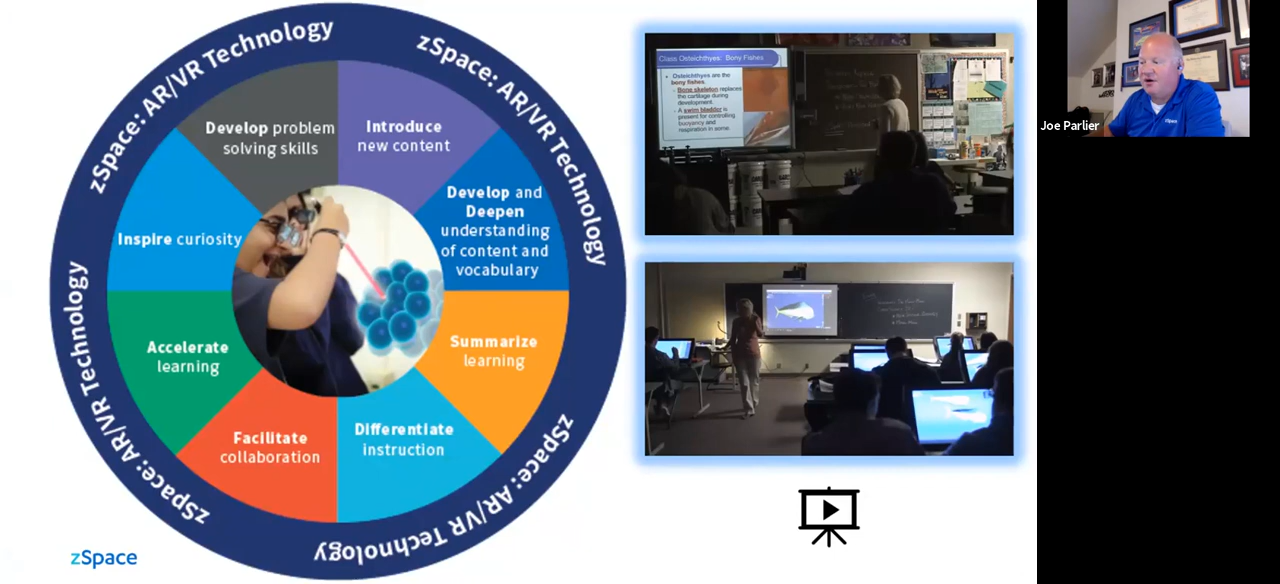 zSpace: AR/VR Technology
zSpace: AR/VR Technology
zSpace: AR/VR Technology
zSpace: AR/VR Technology
Develop problem
solving skills
Introduce
new content
Develop and
Deepen
understanding
of content and
vocabulary
Summarize
learning
Differentiate
instruction
Facilitate
collaboration
Accelerate
learning
Inspire curiosity
zSpace
Class Osteichthyes: Bony Fishes
Osteichthyes are the
bony fishes.
Bone skeleton replaces
the cartilage during
development.
A swim bladder is
present for controlling
buoyancy and
respiration in some.
Joe Parlier
zSpace